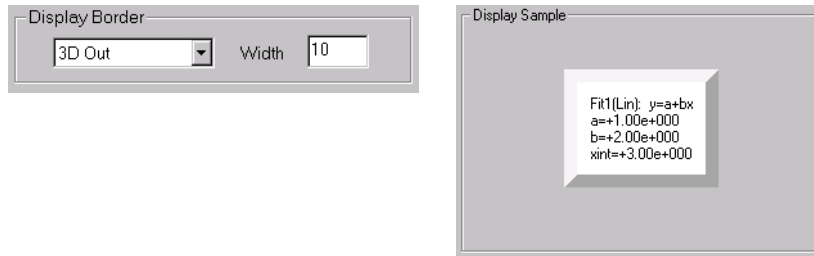 Display Border
3D Out Width 10
Display Sample
Fit1(Lin): y=a+bx
a=+1.00e+000
b=+2.00e+000
xint=+3.00e+000